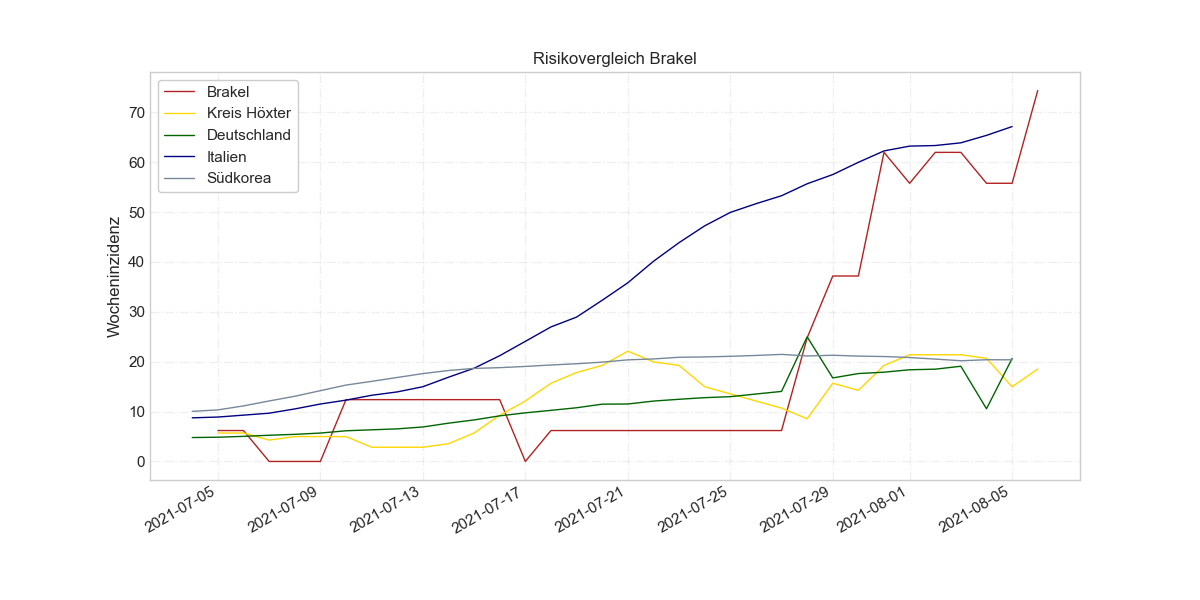 Risikovergleich Brakel
Brakel
Kreis Höxter
Deutschland
Italien
Südkorea
Wocheninzidenz
70
60
50
40
30
20
10
0
2021-07-05
2021-07-09
2021-07-13
2021-07-17
2021-07-21
2021-07-25
2021-07-29
2021-08-01
2021-08-05